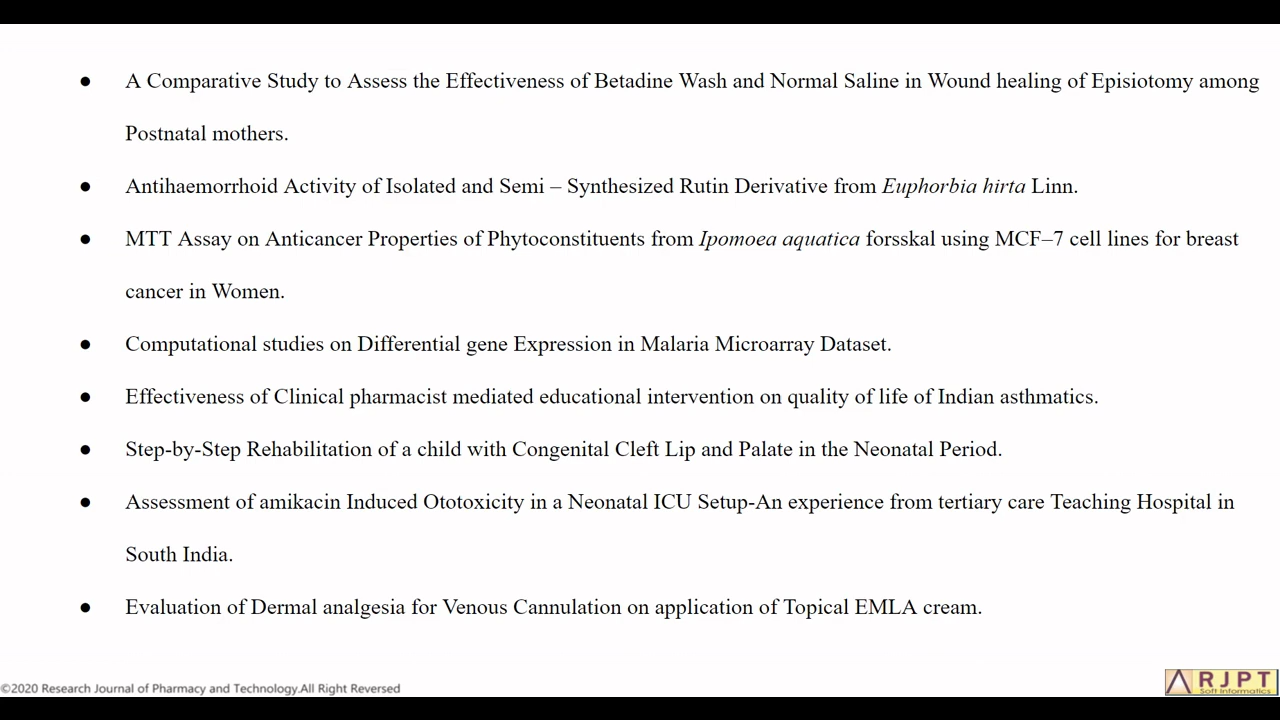 ● A Comparative Study to Assess the Effectiveness of Betadine Wash and Normal Saline in Wound healing of Episiotomy among
Postnatal mothers.
● Antihaemorrhoid Activity of Isolated and Semi – Synthesized Rutin Derivative from Euphorbia hirta Linn.
● MTT Assay on Anticancer Properties of Phytoconstituents from Ipomoea aquatica forsskal using MCF–7 cell lines for breast
cancer in Women.
● Computational studies on Differential gene Expression in Malaria Microarray Dataset.
● Effectiveness of Clinical pharmacist mediated educational intervention on quality of life of Indian asthmatics.
● Step-by-Step Rehabilitation of a child with Congenital Cleft Lip and Palate in the Neonatal Period.
● Assessment of amikacin Induced Ototoxicity in a Neonatal ICU Setup-An experience from tertiary care Teaching Hospital in
South India.
● Evaluation of Dermal analgesia for Venous Cannulation on application of Topical EMLA cream.
©2020 Research Journal of Pharmacy and Technology.All Right Reversed
RJPT
Soft Informatics